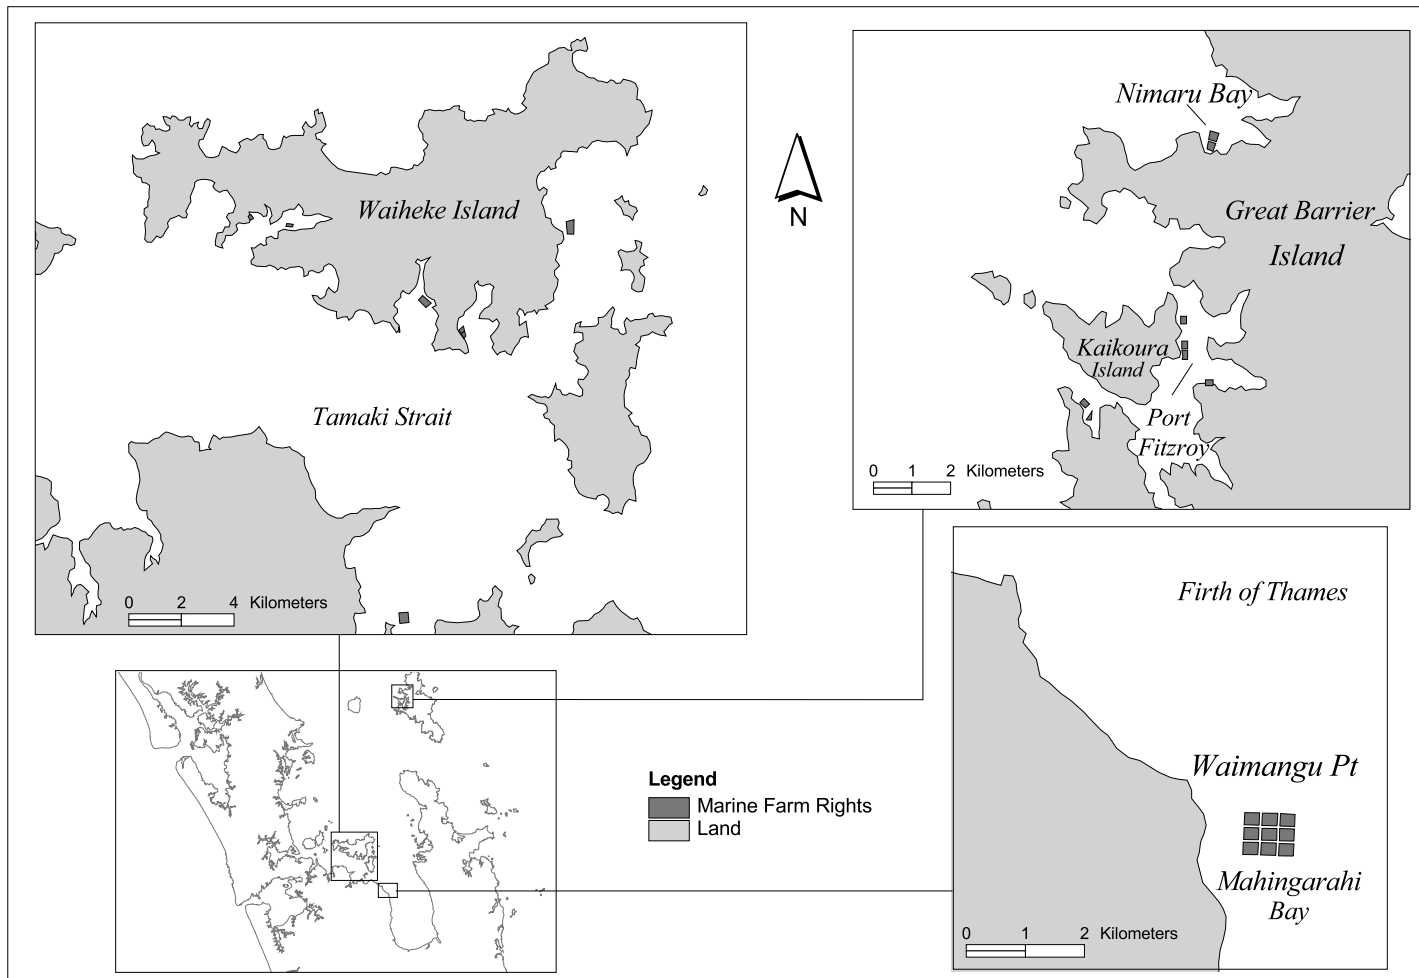 Waiheke Island
Tamaki Strait
0 2 4 Kilometers
N
Nimaru Bay
Great Barrier
Island
Kaikoura
Island
Port
Fitzroy
0 1 2 Kilometers
Firth of Thames
Waimangu Pt
Mahingarahi
Bay
0 1 2 Kilometers
Legend
Marine Farm Rights
Land